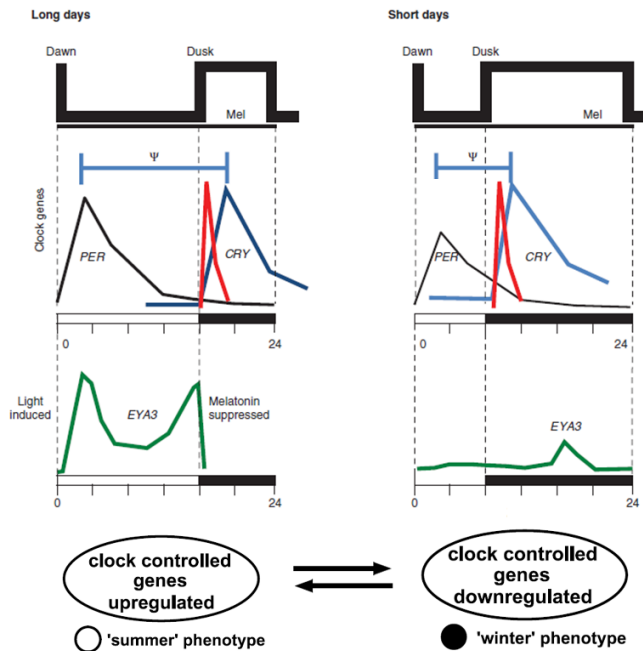 Long days
Short days
Dawn
Dusk
Dawn
Dusk
Mel
Mel
Ψ
Ψ
Clock genes
PER
CRY
PER
CRY
0
24
0
24
Light
induced
EYA3
Melatonin
suppressed
EYA3
0
24
0
24
clock controlled
genes
upregulated
clock controlled
genes
downregulated
'summer' phenotype
'winter' phenotype